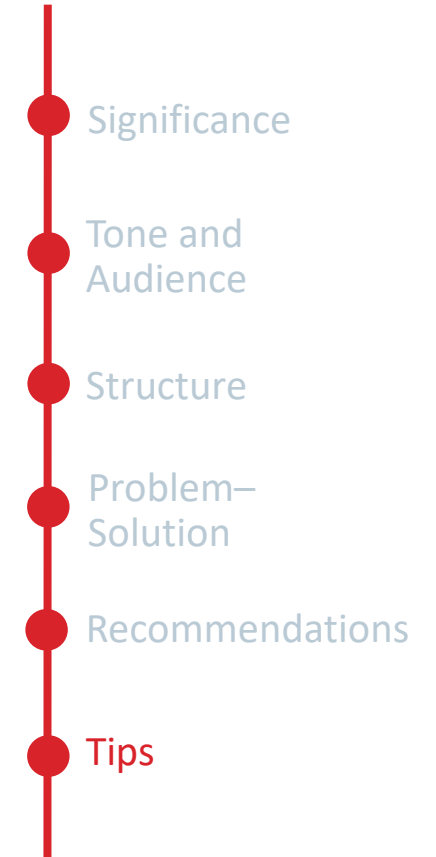 Significance
Tone and
Audience
Structure
Problem–
Solution
Recommendations
Tips